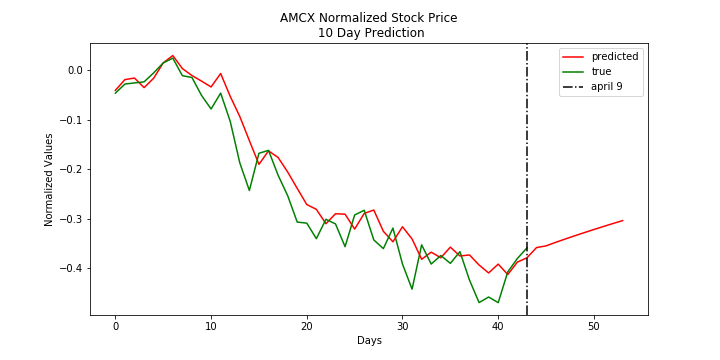 AMCX Normalized Stock Price
10 Day Prediction
predicted
true
april 9
0.0
−0.1
−0.2
−0.3
−0.4
Normalized Values
0
10
20
30
40
50
Days